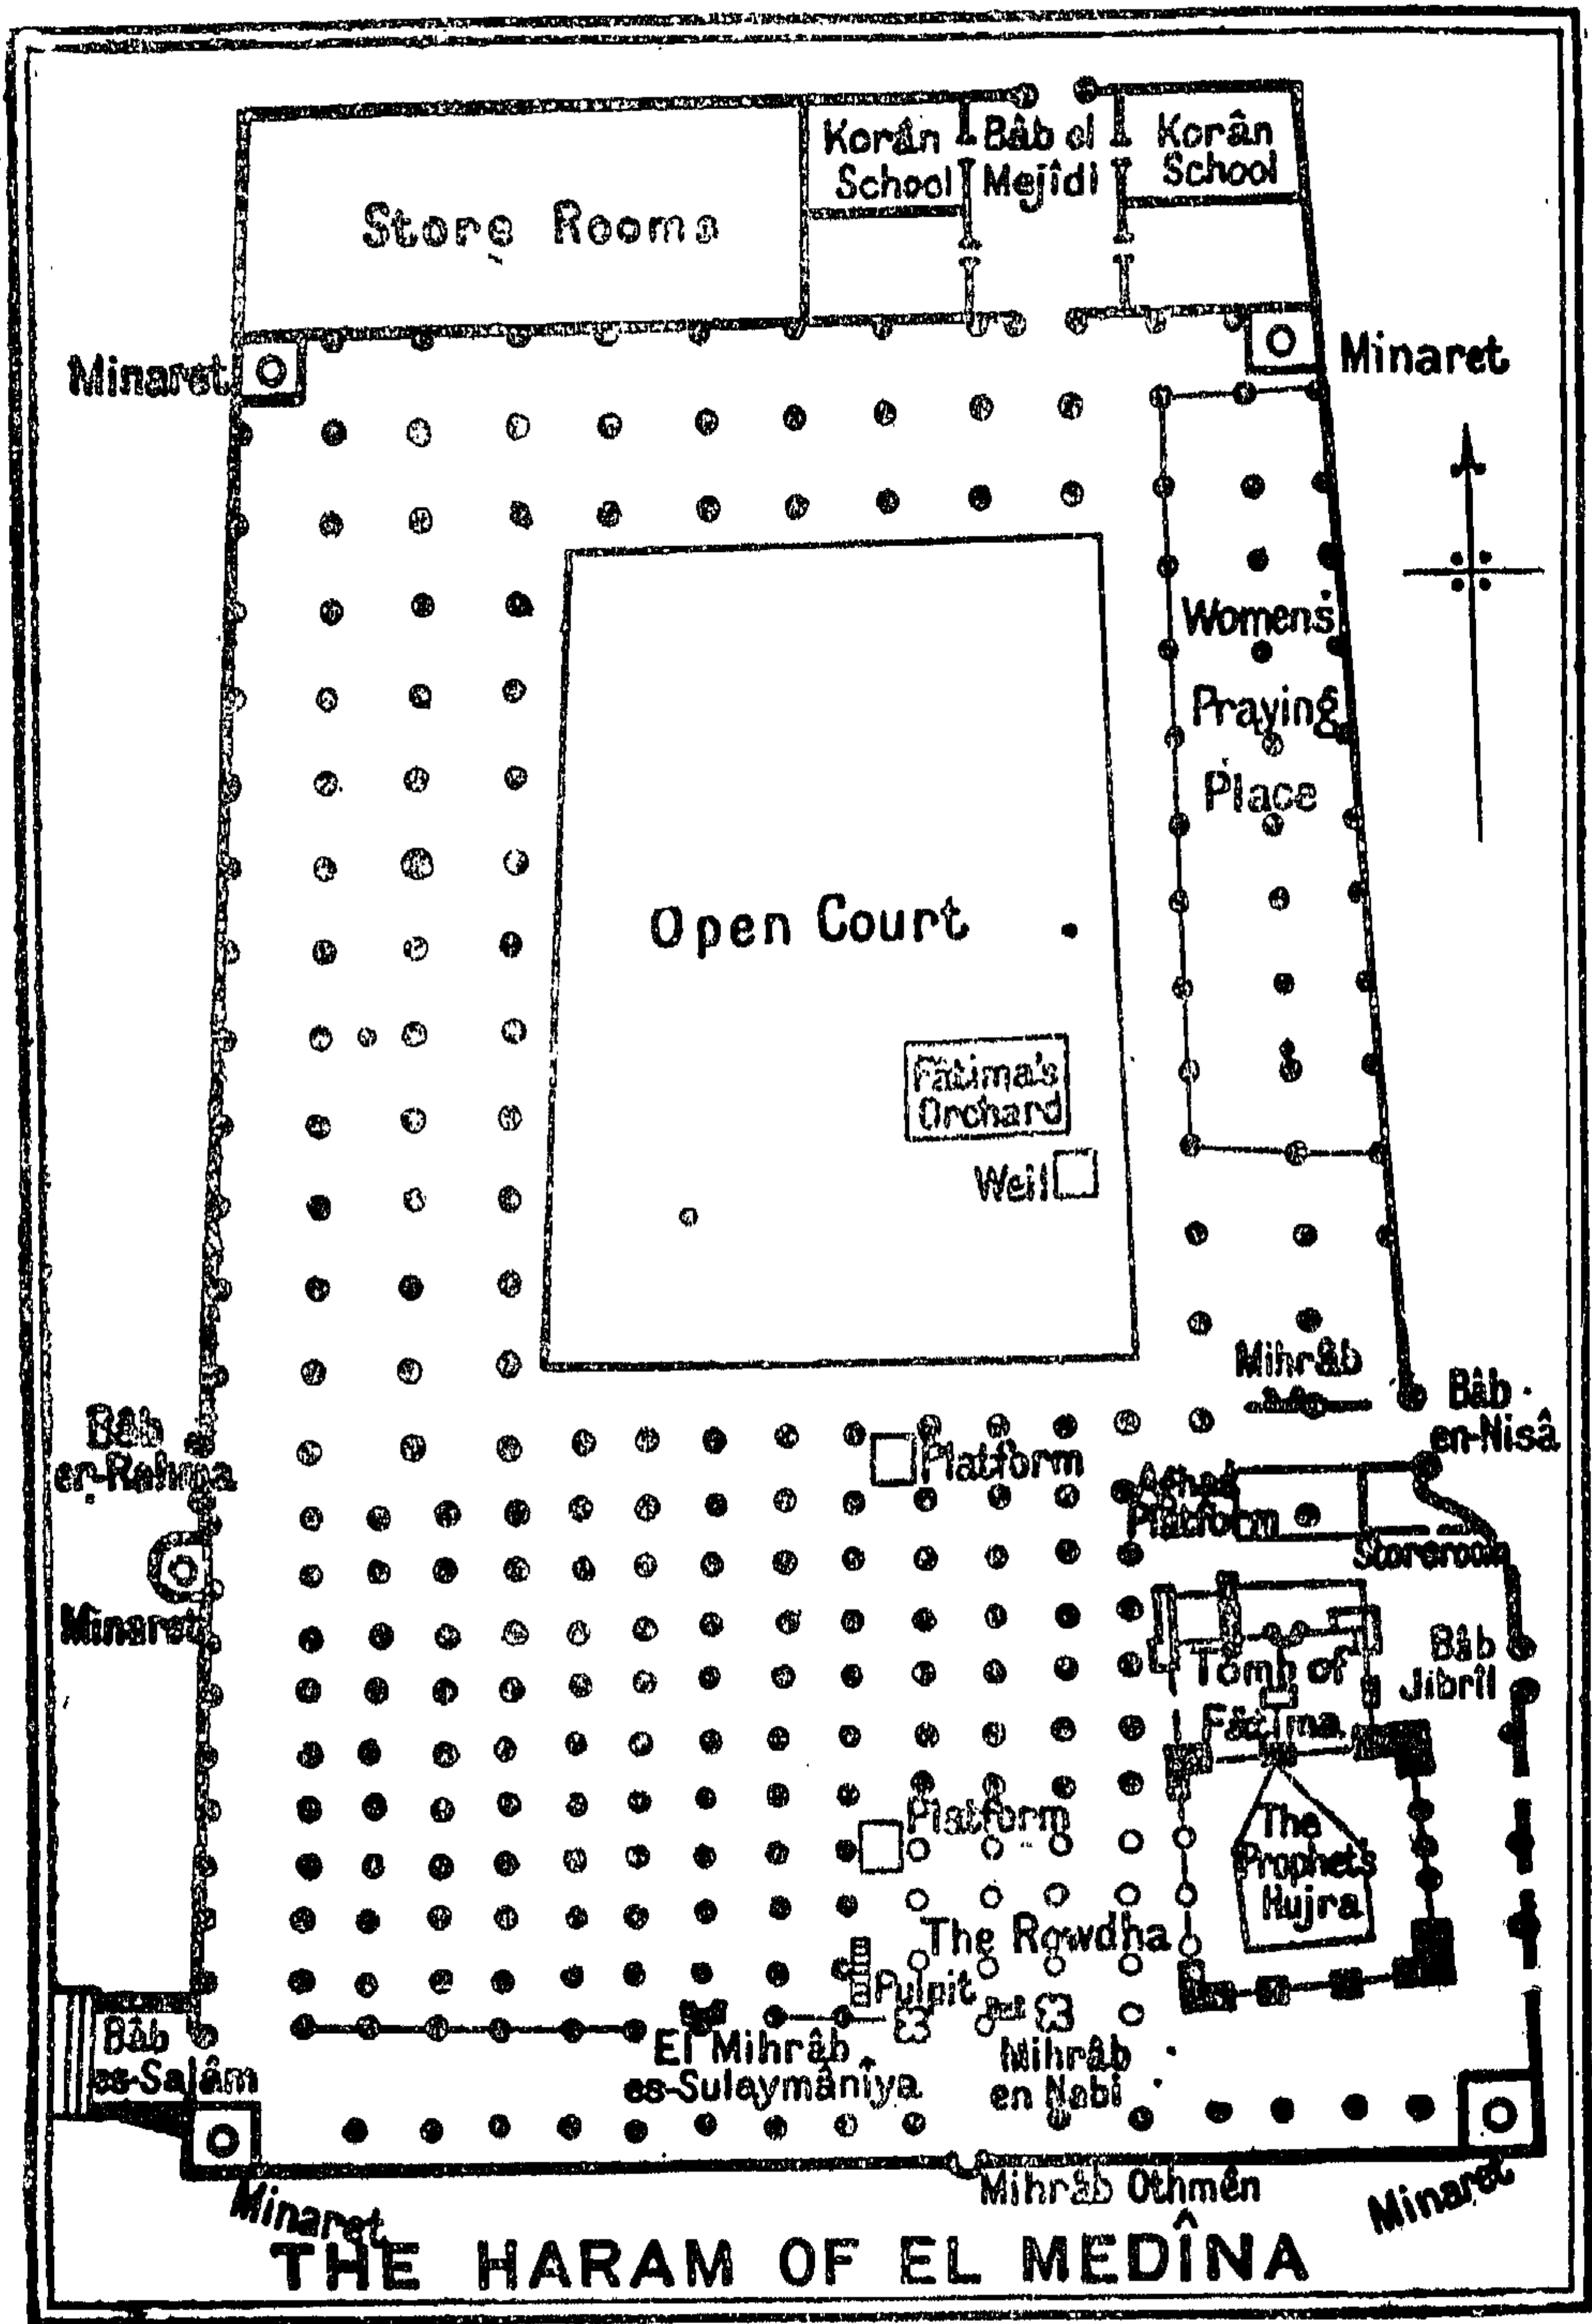 Korân
School
Bâb el
Mejîdi
Korân
School
Store Rooms
Minaret
Minaret
Womens'
Praying
Place
Open Court
Fâtima's
Orchard
Well
Mihrâb
Bâb
en-Nisâ
Bâb
er-Rahma
Platform
Platform
Storeroom
Minaret
Bâb
Jibrîl
Tomb of
Fâtima
Platform
The
Prophet's
Hujra
The Rowdha
Pulpit
Bâb
es-Salâm
El Mihrâb
es-Sulaymânîya
Mihrâb
en Nabi
Mihrâb Othmân
Minaret
Minaret
THE HARAM OF EL MEDÎNA